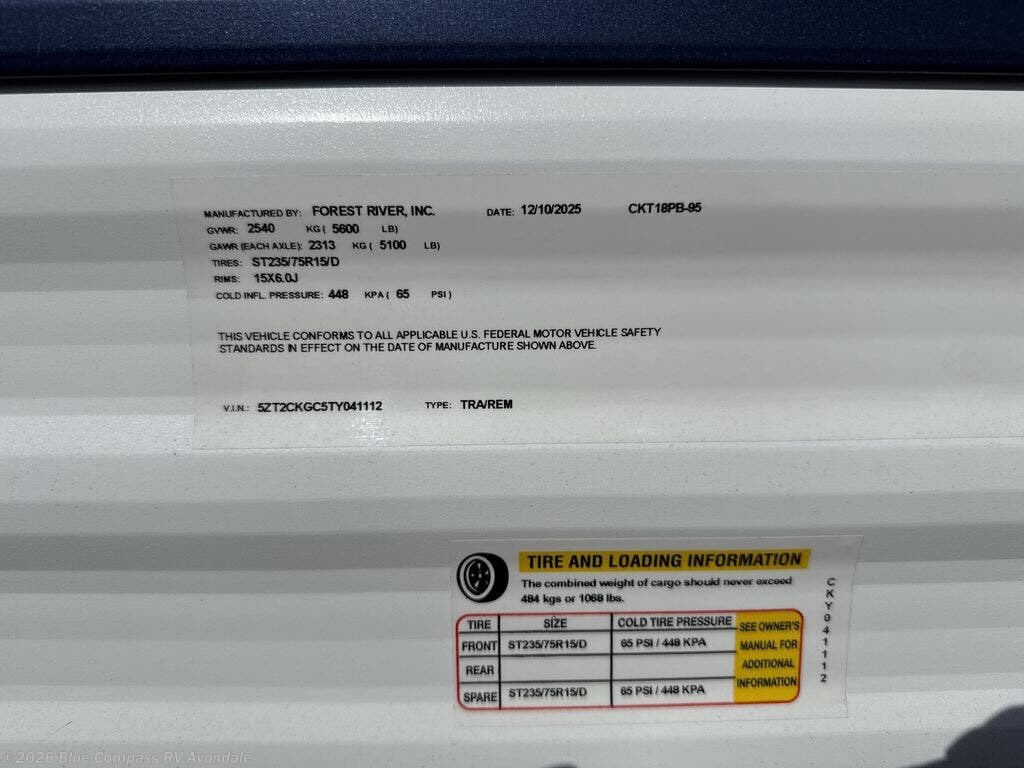 MANUFACTURED BY: FOREST RIVER, INC. DATE: 12/10/2025 CKT18PB-95
GVWR: 2540 KG ( 5600 LB)
GAWR (EACH AXLE): 2313 KG ( 5100 LB)
TIRES: ST235/75R15/D
RIMS: 15X6.0J
COLD INFL. PRESSURE: 448 KPA ( 65 PSI )
THIS VEHICLE CONFORMS TO ALL APPLICABLE U.S. FEDERAL MOTOR VEHICLE SAFETY
STANDARDS IN EFFECT ON THE DATE OF MANUFACTURE SHOWN ABOVE.
V.I.N.: 5ZT2CKGC5TY041112 TYPE: TRA/REM
TIRE AND LOADING INFORMATION
The combined weight of cargo should never exceed
484 kgs or 1068 lbs.
TIRE SIZE COLD TIRE PRESSURE
FRONT ST235/75R15/D 65 PSI / 448 KPA
REAR
SPARE ST235/75R15/D 65 PSI / 448 KPA
SEE OWNER'S
MANUAL FOR
ADDITIONAL
INFORMATION
CKY041112
©2026 Blue Compass RV Avondale